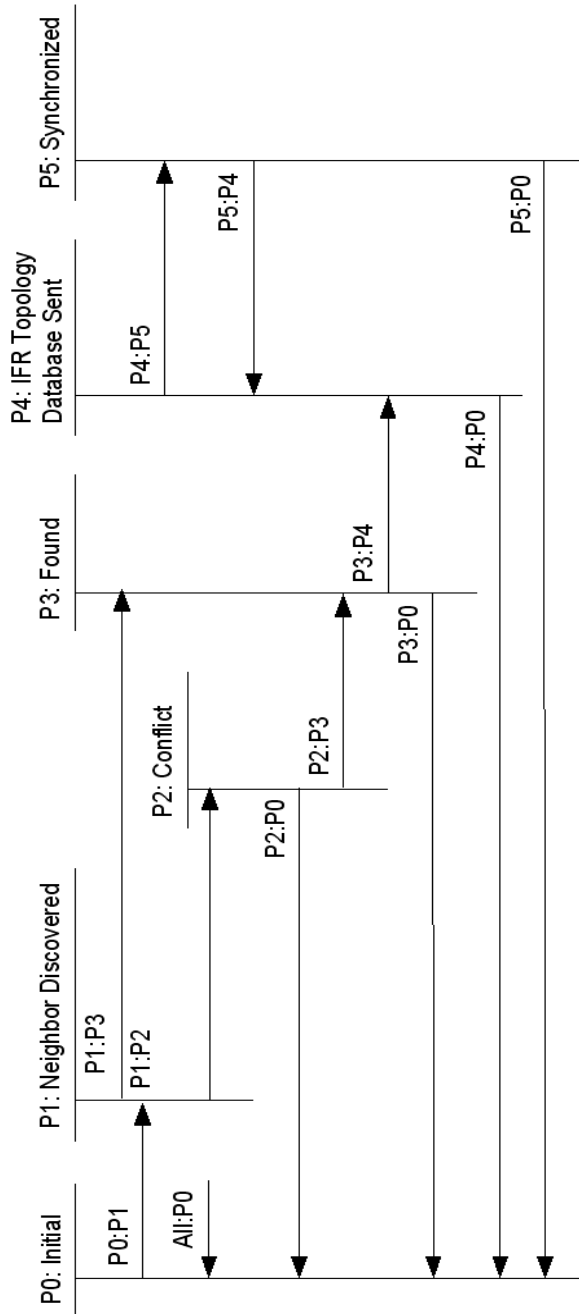 P0: Initial
P1: Neighbor Discovered
P2: Conflict
P3: Found
P4: IFR Topology
Database Sent
P5: Synchronized
P0:P1
All:P0
P1:P3
P1:P2
P2:P0
P2:P3
P3:P4
P3:P0
P4:P5
P5:P4
P4:P0
P5:P0